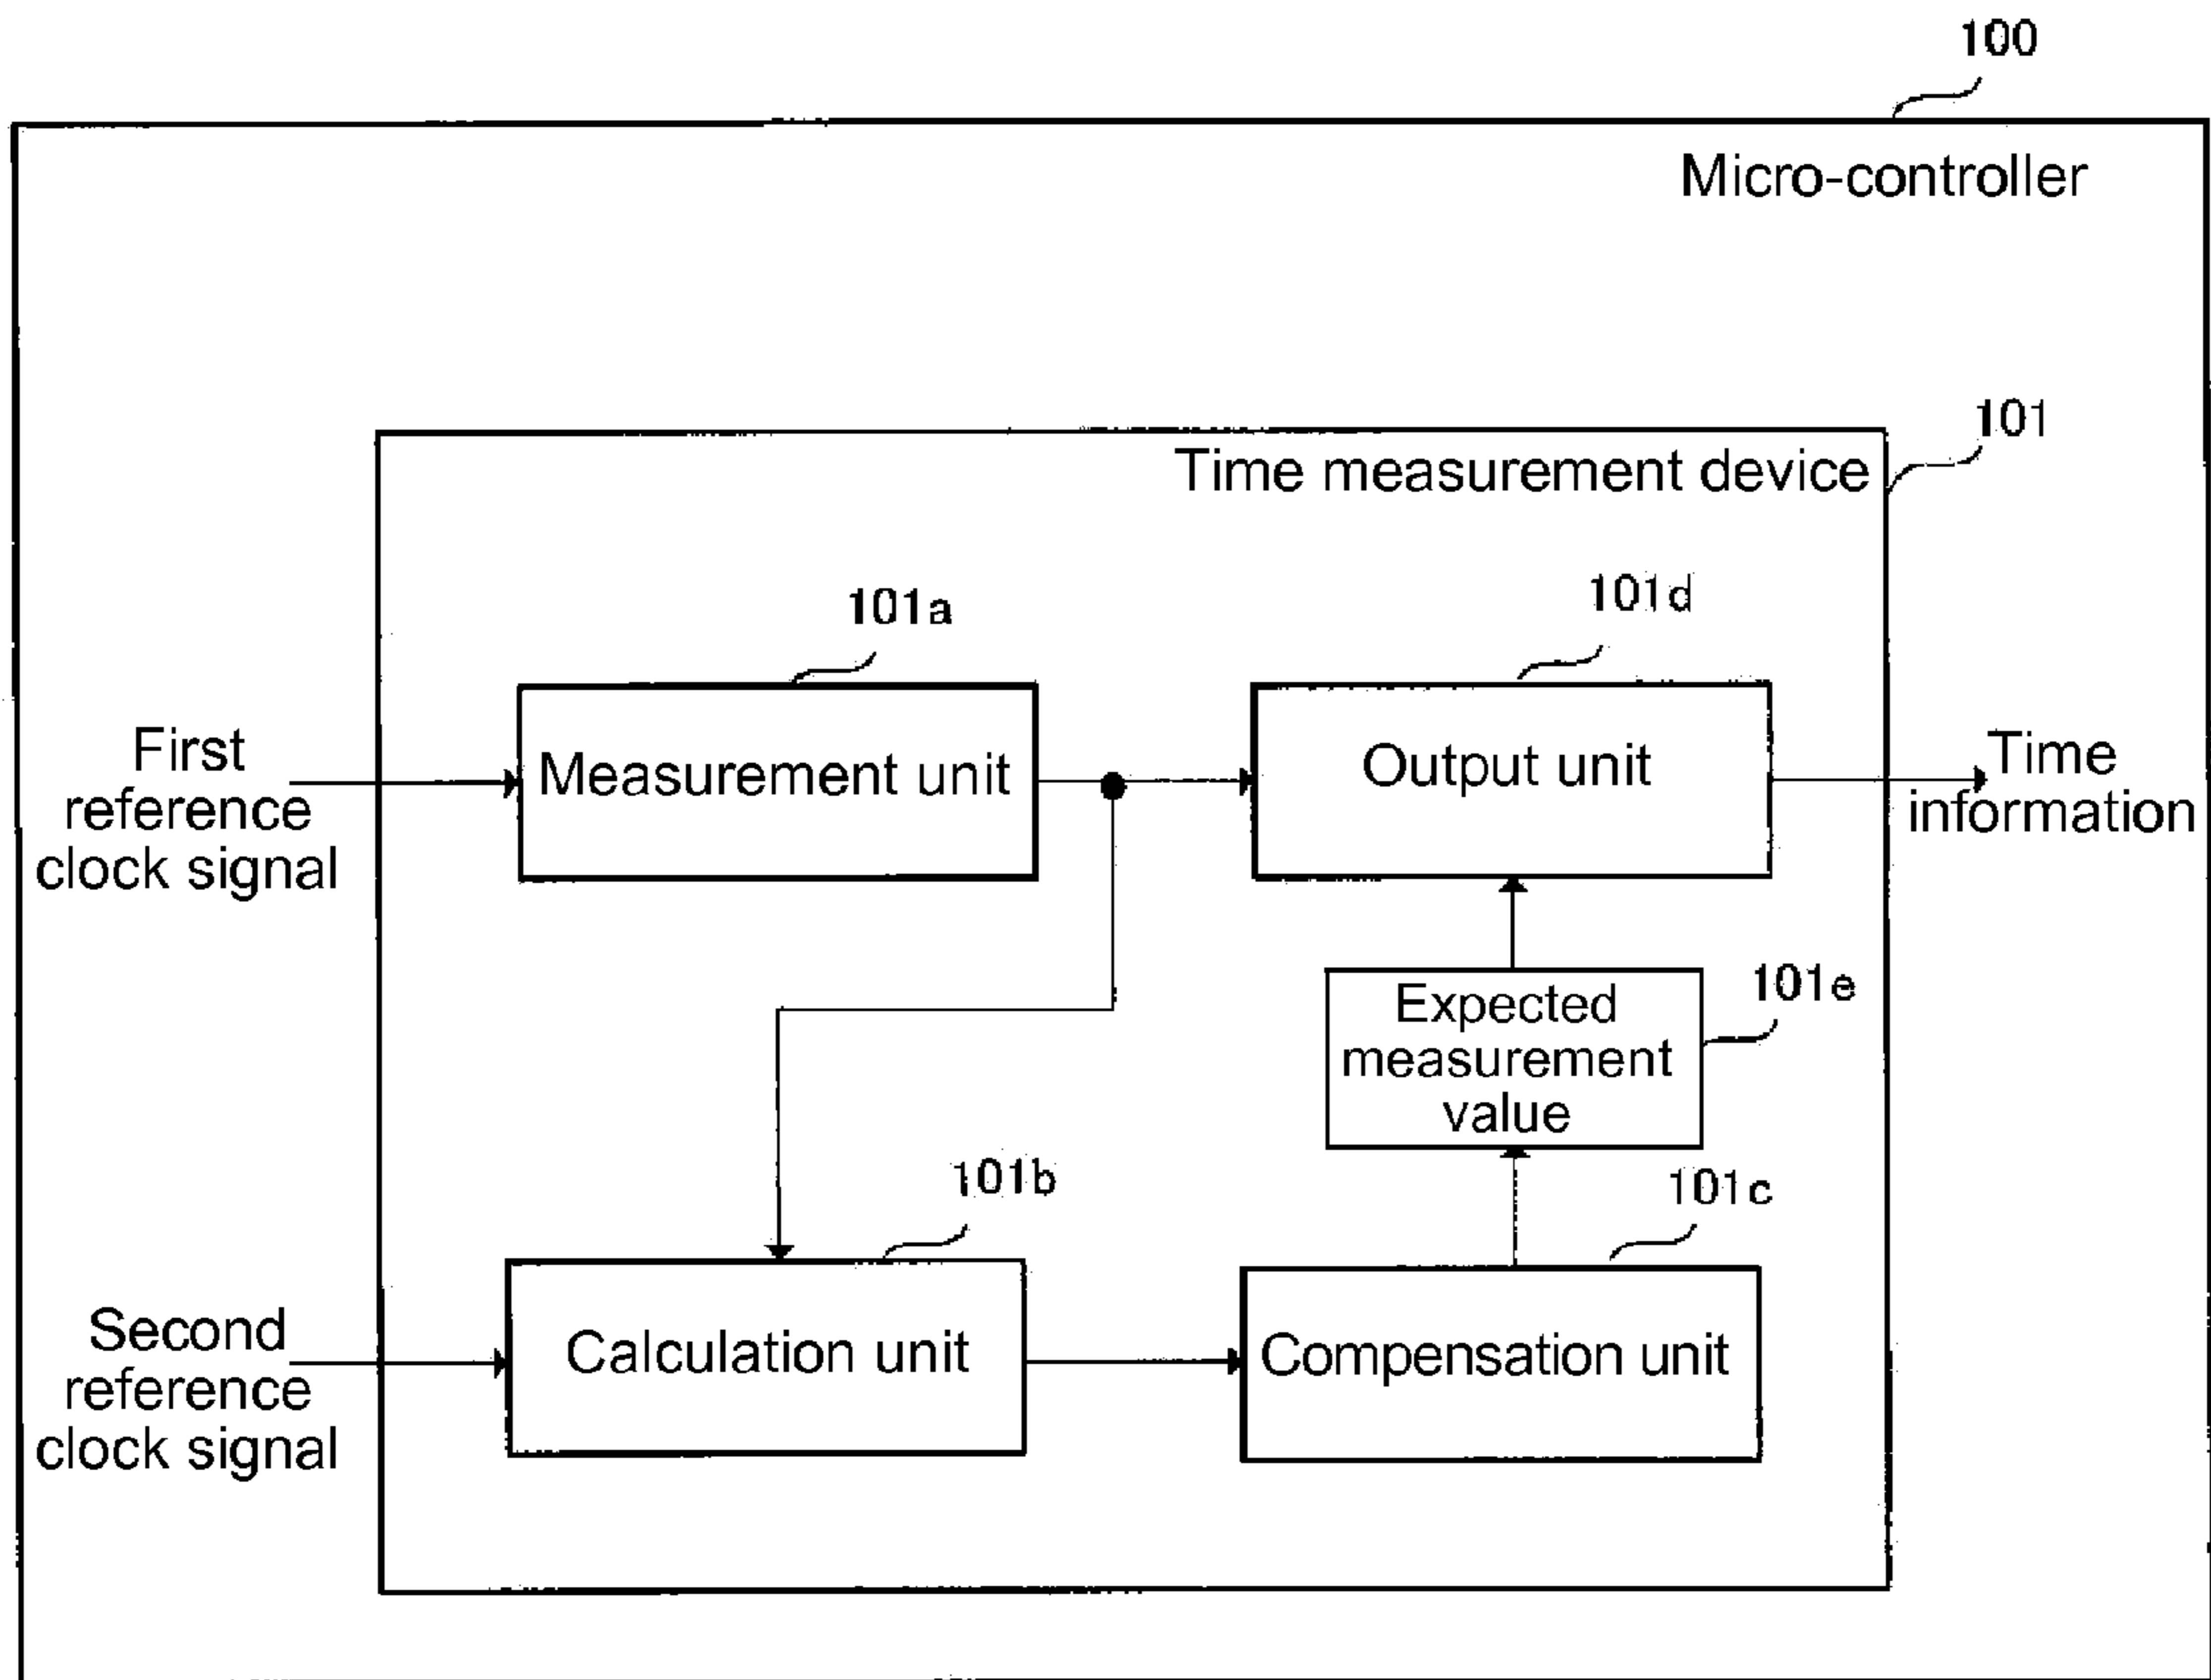 100
Micro-controller
101
Time measurement device
101a
101d
First
reference
clock signal
Measurement unit
Output unit
Time
information
Expected
measurement
value
101e
101b
101c
Second
reference
clock signal
Calculation unit
Compensation unit